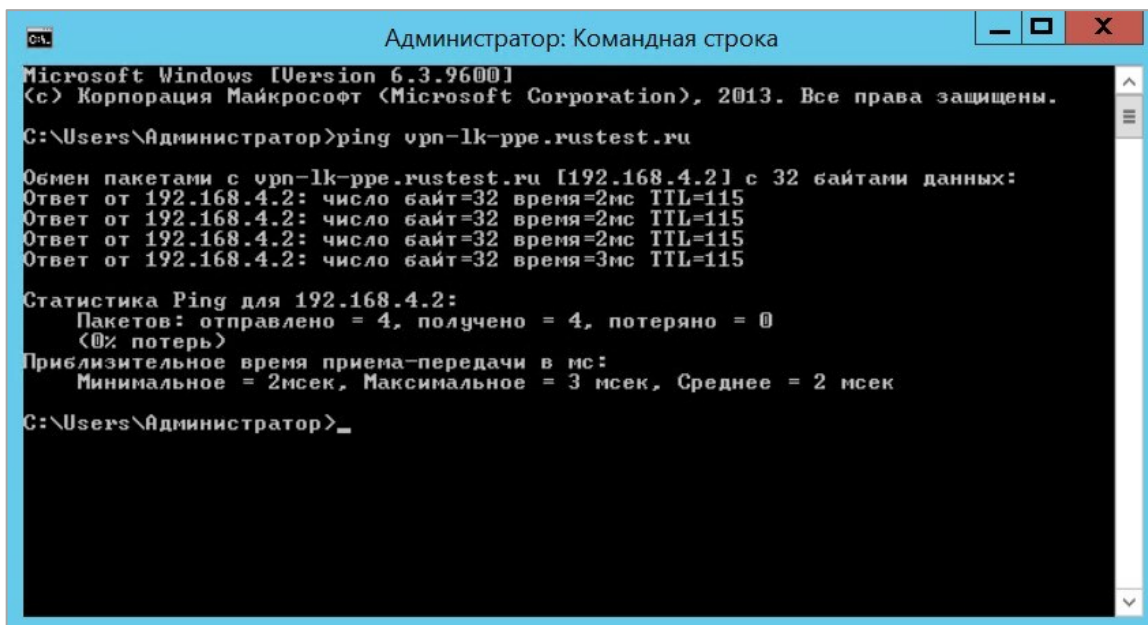 Администратор: Командная строка
Microsoft Windows [Version 6.3.9600]
(c) Корпорация Майкрософт (Microsoft Corporation), 2013. Все права защищены.
C:\Users\Администратор>ping vpn-lk-ppe.rustest.ru
Обмен пакетами с vpn-lk-ppe.rustest.ru [192.168.4.2] с 32 байтами данных:
Ответ от 192.168.4.2: число байт=32 время=2мс TTL=115
Ответ от 192.168.4.2: число байт=32 время=2мс TTL=115
Ответ от 192.168.4.2: число байт=32 время=2мс TTL=115
Ответ от 192.168.4.2: число байт=32 время=3мс TTL=115
Статистика Ping для 192.168.4.2:
Пакетов: отправлено = 4, получено = 4, потеряно = 0
(0% потерь)
Приблизительное время приема-передачи в мс:
Минимальное = 2мсек, Максимальное = 3 мсек, Среднее = 2 мсек
C:\Users\Администратор>_